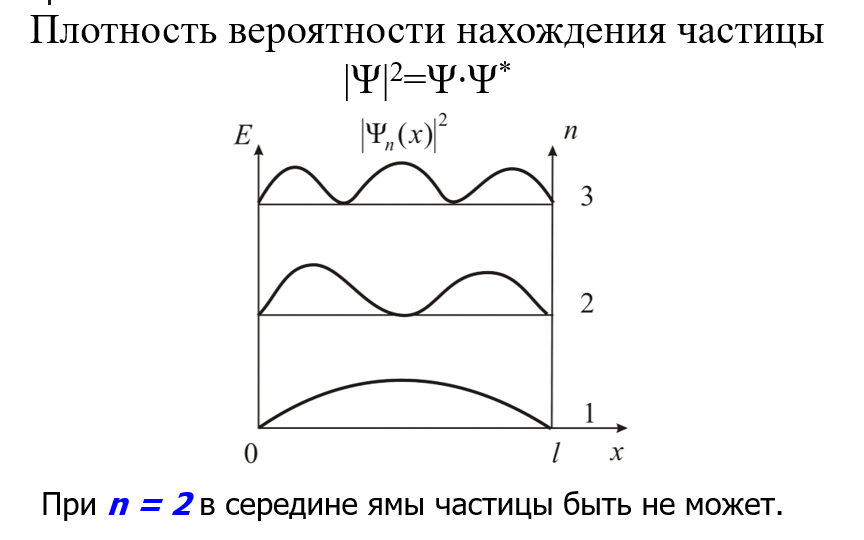 Плотность вероятности нахождения частицы
|Ψ|²=Ψ·Ψ*
E |Ψₙ(x)|² n
3
2
1
0 l x
При n = 2 в середине ямы частицы быть не может.